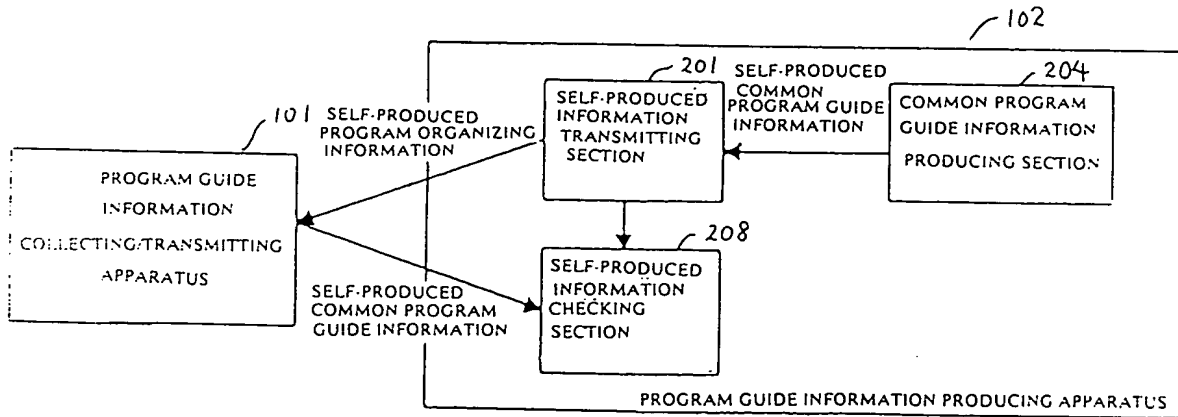 102
201
SELF-PRODUCED
COMMON
PROGRAM GUIDE
INFORMATION
204
101
SELF-PRODUCED
PROGRAM ORGANIZING
INFORMATION
SELF-PRODUCED
INFORMATION
TRANSMITTING
SECTION
COMMON PROGRAM
GUIDE INFORMATION
PRODUCING SECTION
PROGRAM GUIDE
INFORMATION
COLLECTING/TRANSMITTING
APPARATUS
208
SELF-PRODUCED
COMMON PROGRAM
GUIDE INFORMATION
SELF-PRODUCED
INFORMATION
CHECKING
SECTION
PROGRAM GUIDE INFORMATION PRODUCING APPARATUS